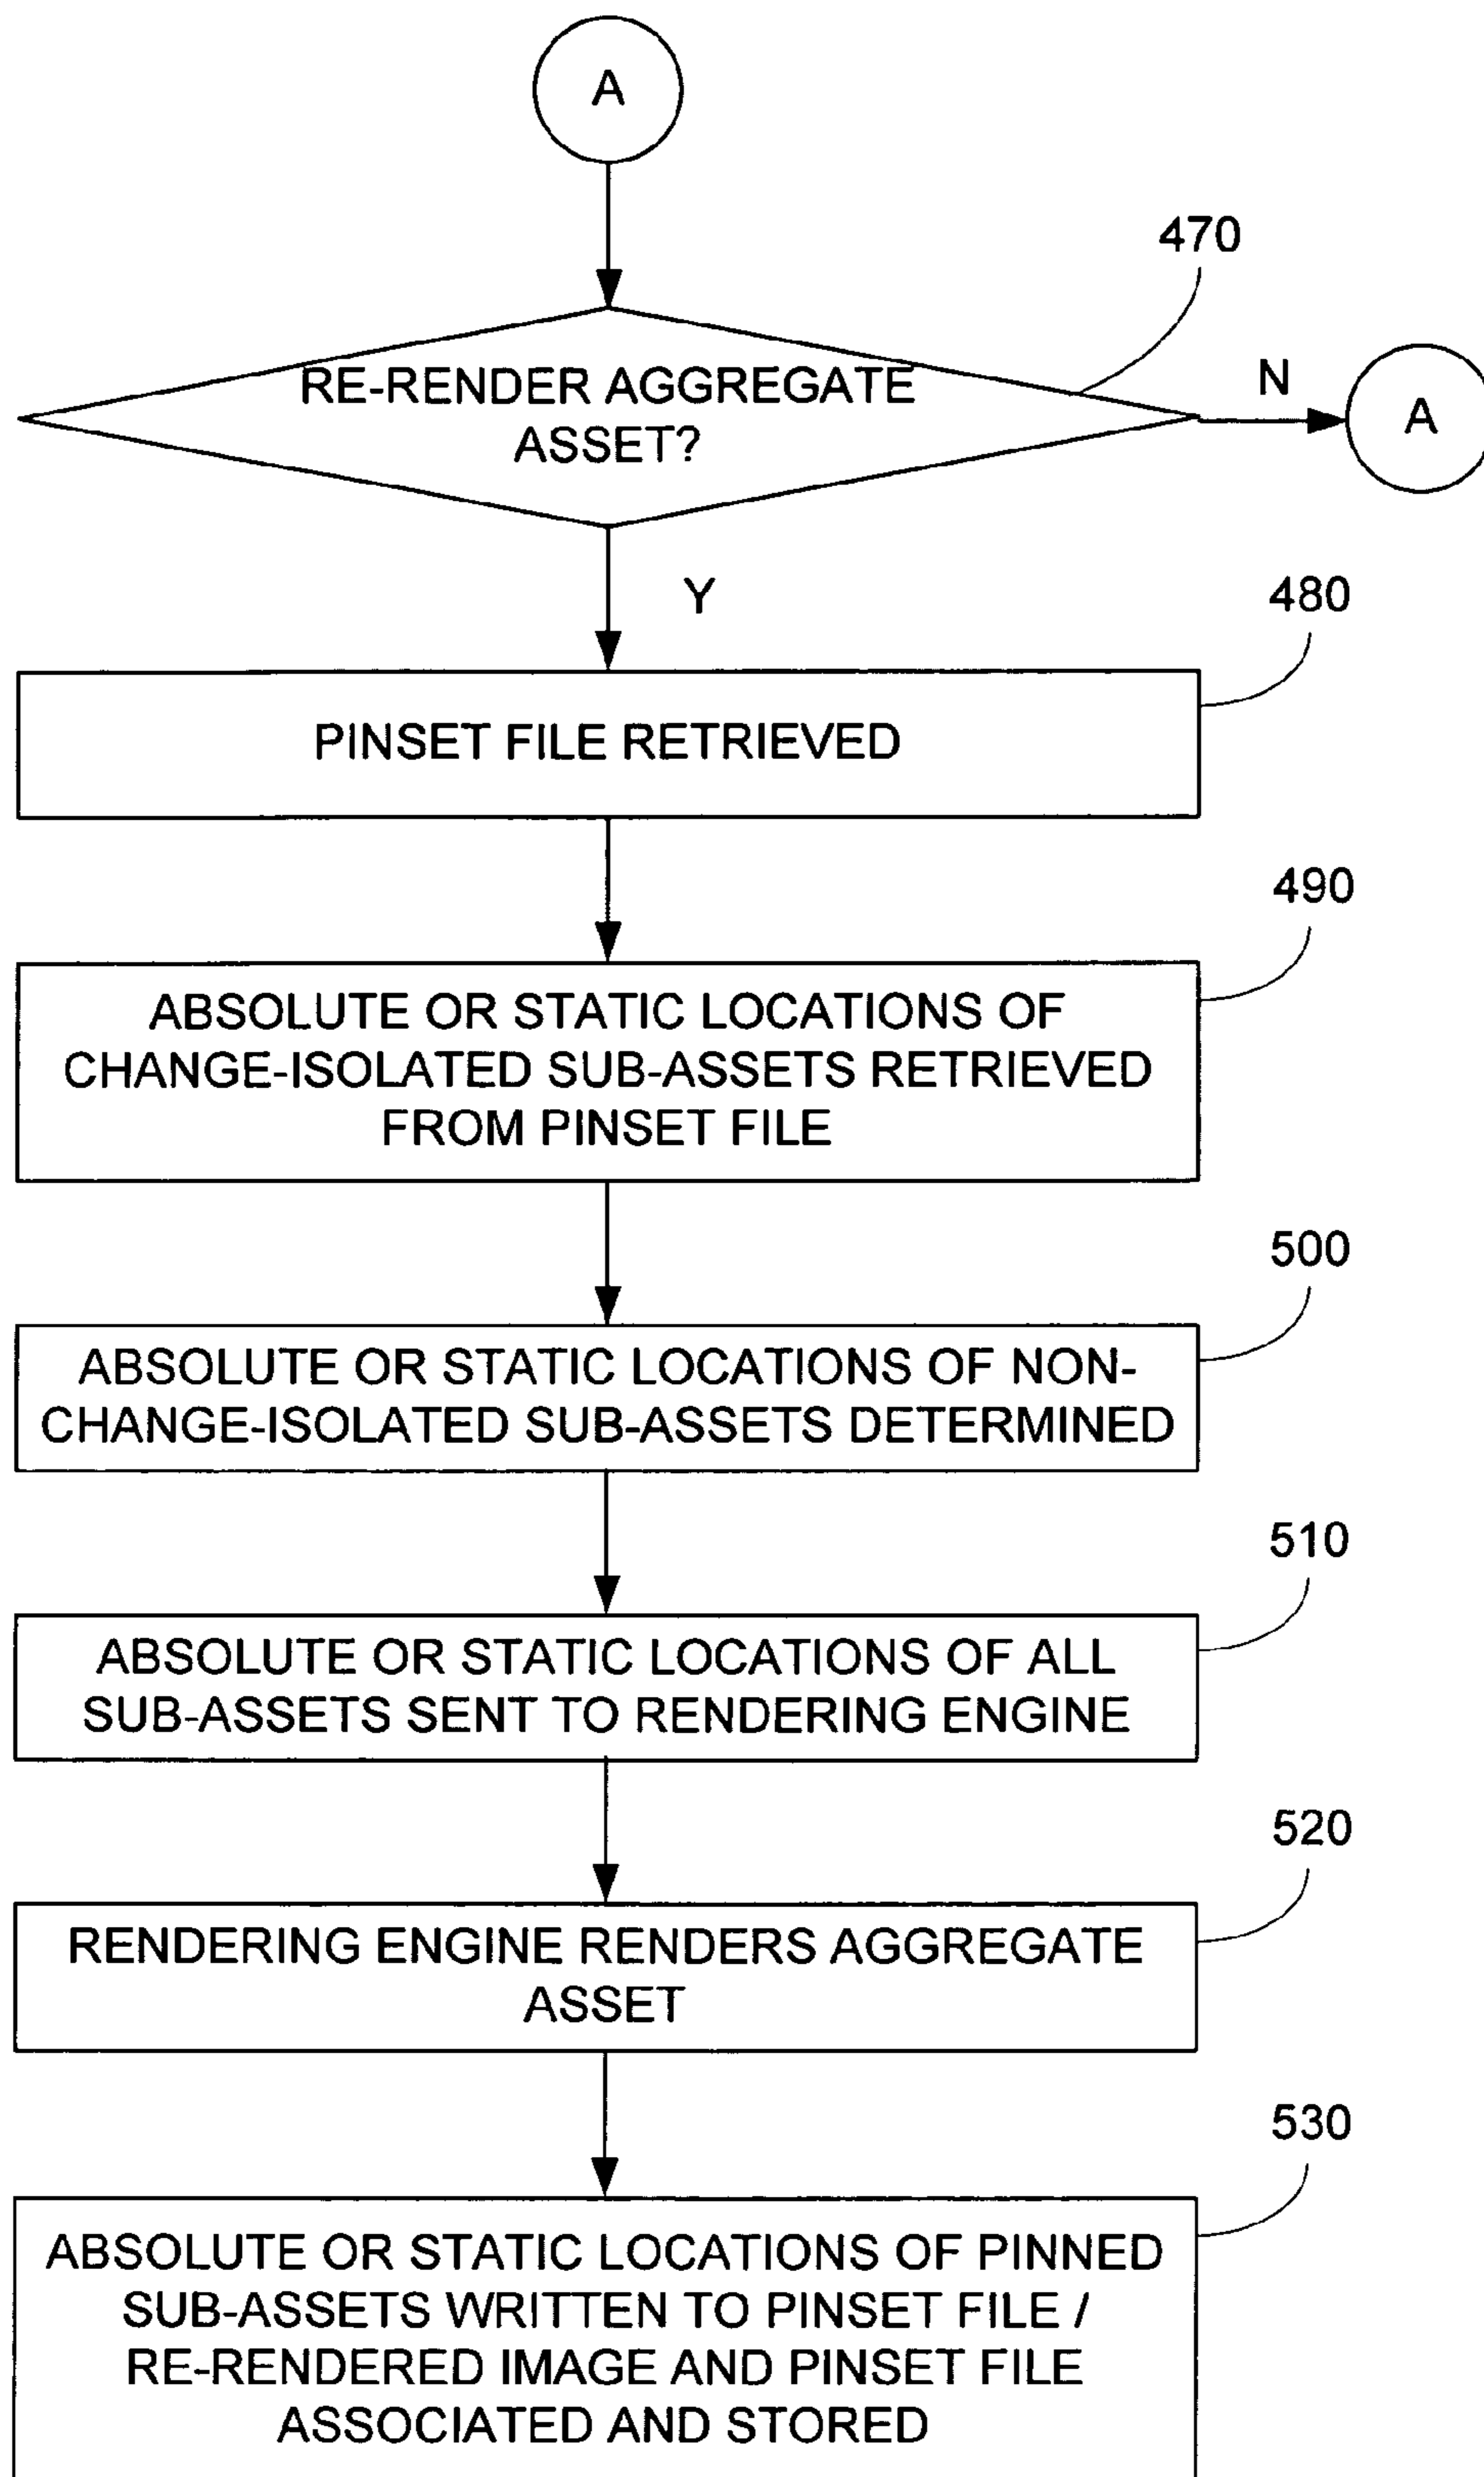 A
470
RE-RENDER AGGREGATE
ASSET?
N
A
Y
480
PINSET FILE RETRIEVED
490
ABSOLUTE OR STATIC LOCATIONS OF
CHANGE-ISOLATED SUB-ASSETS RETRIEVED
FROM PINSET FILE
500
ABSOLUTE OR STATIC LOCATIONS OF NON-
CHANGE-ISOLATED SUB-ASSETS DETERMINED
510
ABSOLUTE OR STATIC LOCATIONS OF ALL
SUB-ASSETS SENT TO RENDERING ENGINE
520
RENDERING ENGINE RENDERS AGGREGATE
ASSET
530
ABSOLUTE OR STATIC LOCATIONS OF PINNED
SUB-ASSETS WRITTEN TO PINSET FILE /
RE-RENDERED IMAGE AND PINSET FILE
ASSOCIATED AND STORED